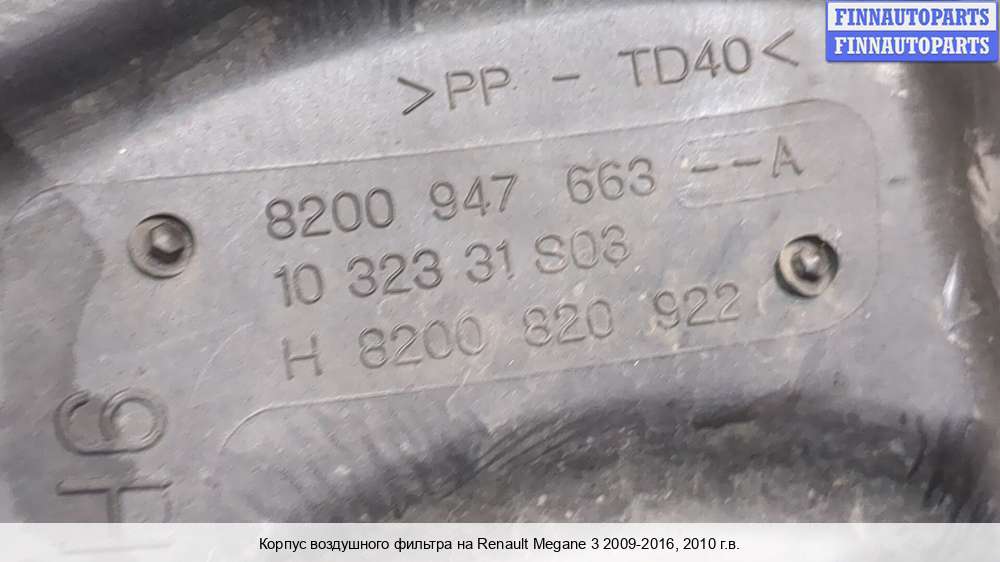 FINNAUTOPARTS
FINNAUTOPARTS
>PP - TD40<
8200 947 663 --A
10 323 31 S03
H 8200 820 922
H6
Корпус воздушного фильтра на Renault Megane 3 2009-2016, 2010 г.в.